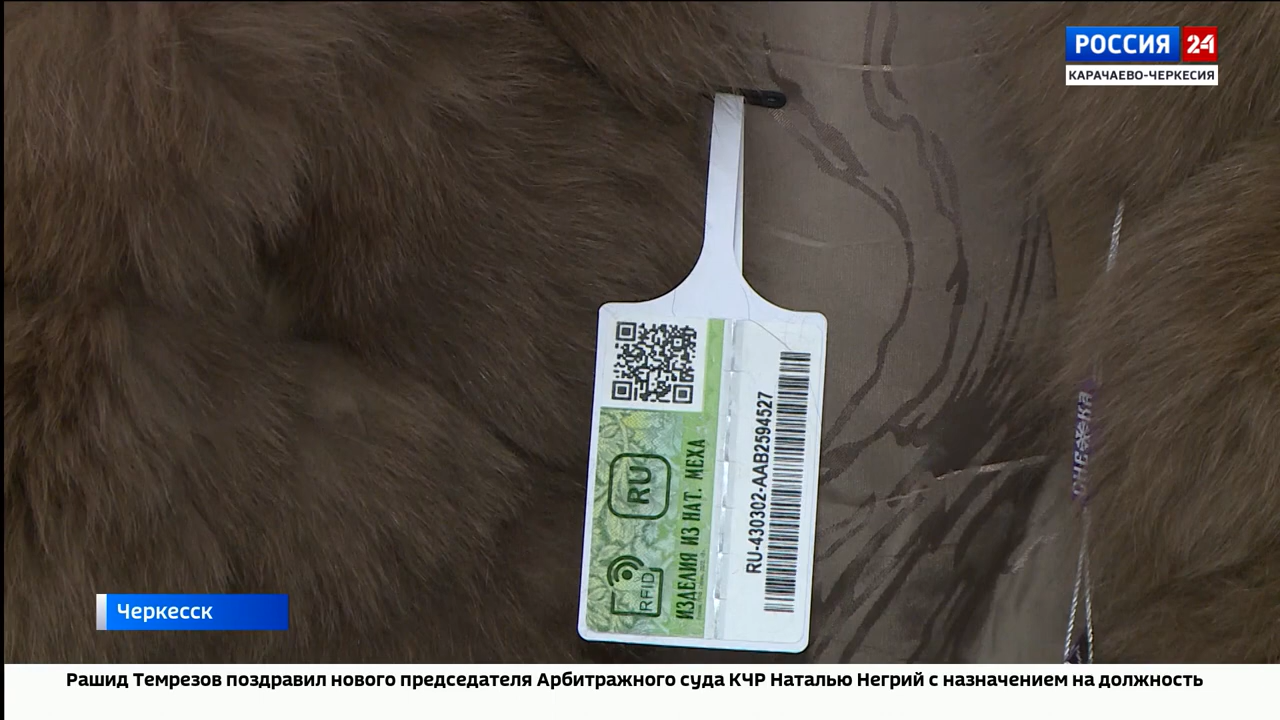 РОССИЯ 24
КАРАЧАЕВО-ЧЕРКЕСИЯ
RU
RFID
ИЗДЕЛИЯ ИЗ НАТ. МЕХА
RU-430302-AAB2594527
Черкесск
Рашид Темрезов поздравил нового председателя Арбитражного суда КЧР Наталью Негрий с назначением на должность